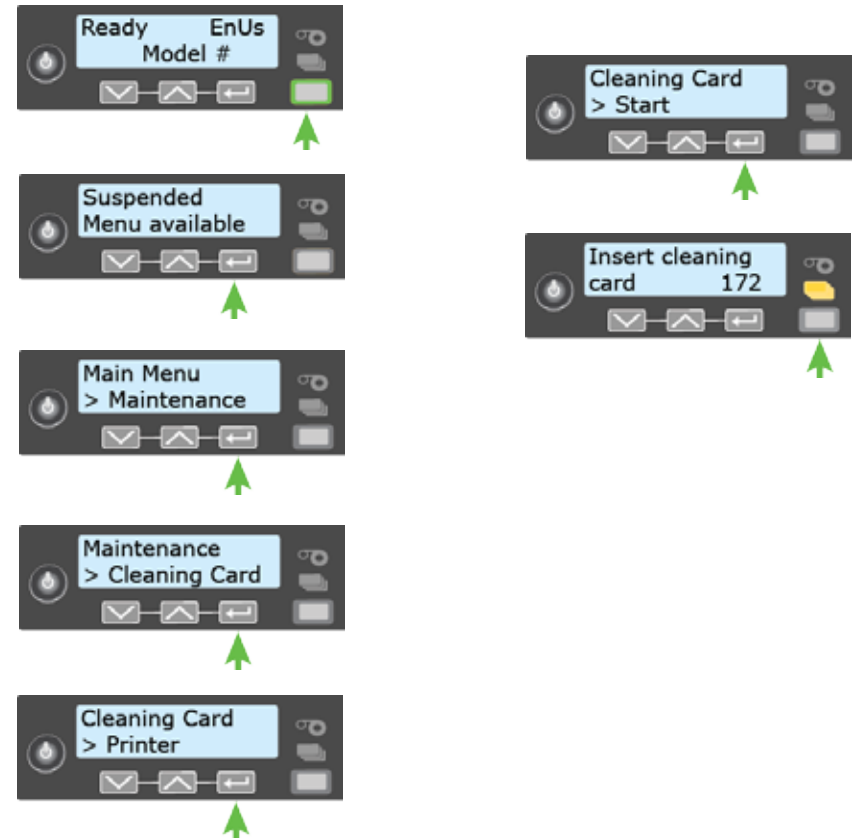 Ready EnUs
Model #
Suspended
Menu available
Main Menu
> Maintenance
Maintenance
> Cleaning Card
Cleaning Card
> Printer
Cleaning Card
> Start
Insert cleaning
card 172